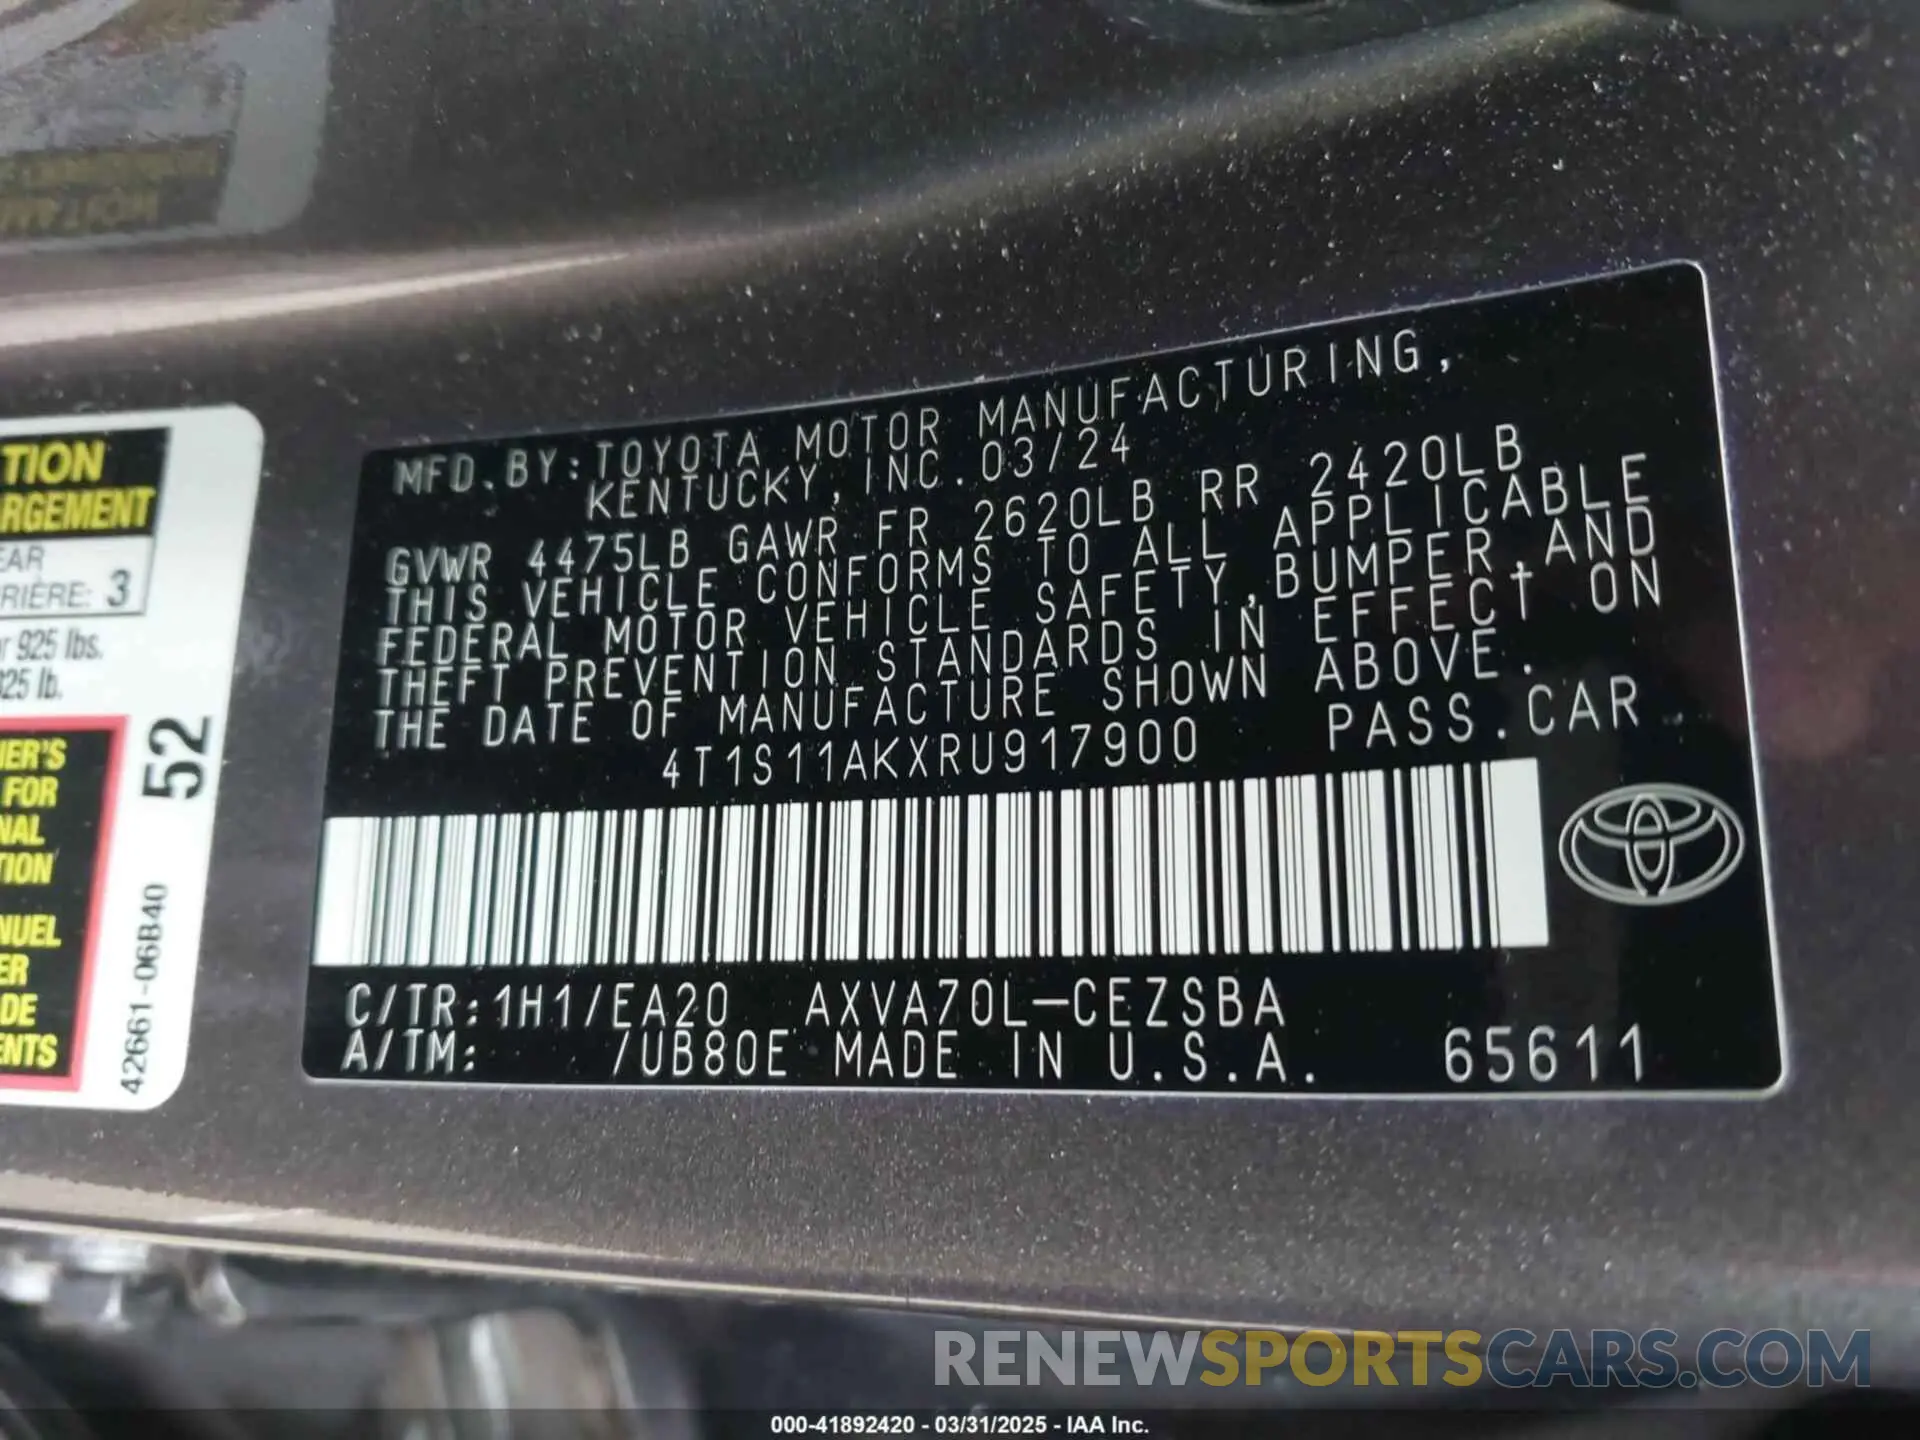 TION
RGEMENT
EAR
RIÈRE: 3
r 925 lbs.
325 lb.
52
IER'S
FOR
NAL
TION
NUEL
ER
DE
ENTS
42661-06B40
MFD.BY:TOYOTA MOTOR MANUFACTURING,
KENTUCKY, INC.03/24
GVWR 4475LB GAWR FR 2620LB RR 2420LB
THIS VEHICLE CONFORMS TO ALL APPLICABLE
FEDERAL MOTOR VEHICLE SAFETY,BUMPER,AND
THEFT PREVENTION STANDARDS IN EFFECT ON
THE DATE OF MANUFACTURE SHOWN ABOVE.
4T1S11AKXRU917900 PASS.CAR
C/TR:1H1/EA20 AXVA70L-CEZSBA
A/TM: /UB80E MADE IN U.S.A. 65611
RENEWSPORTSCARS.COM
000-41892420 - 03/31/2025 - IAA Inc.